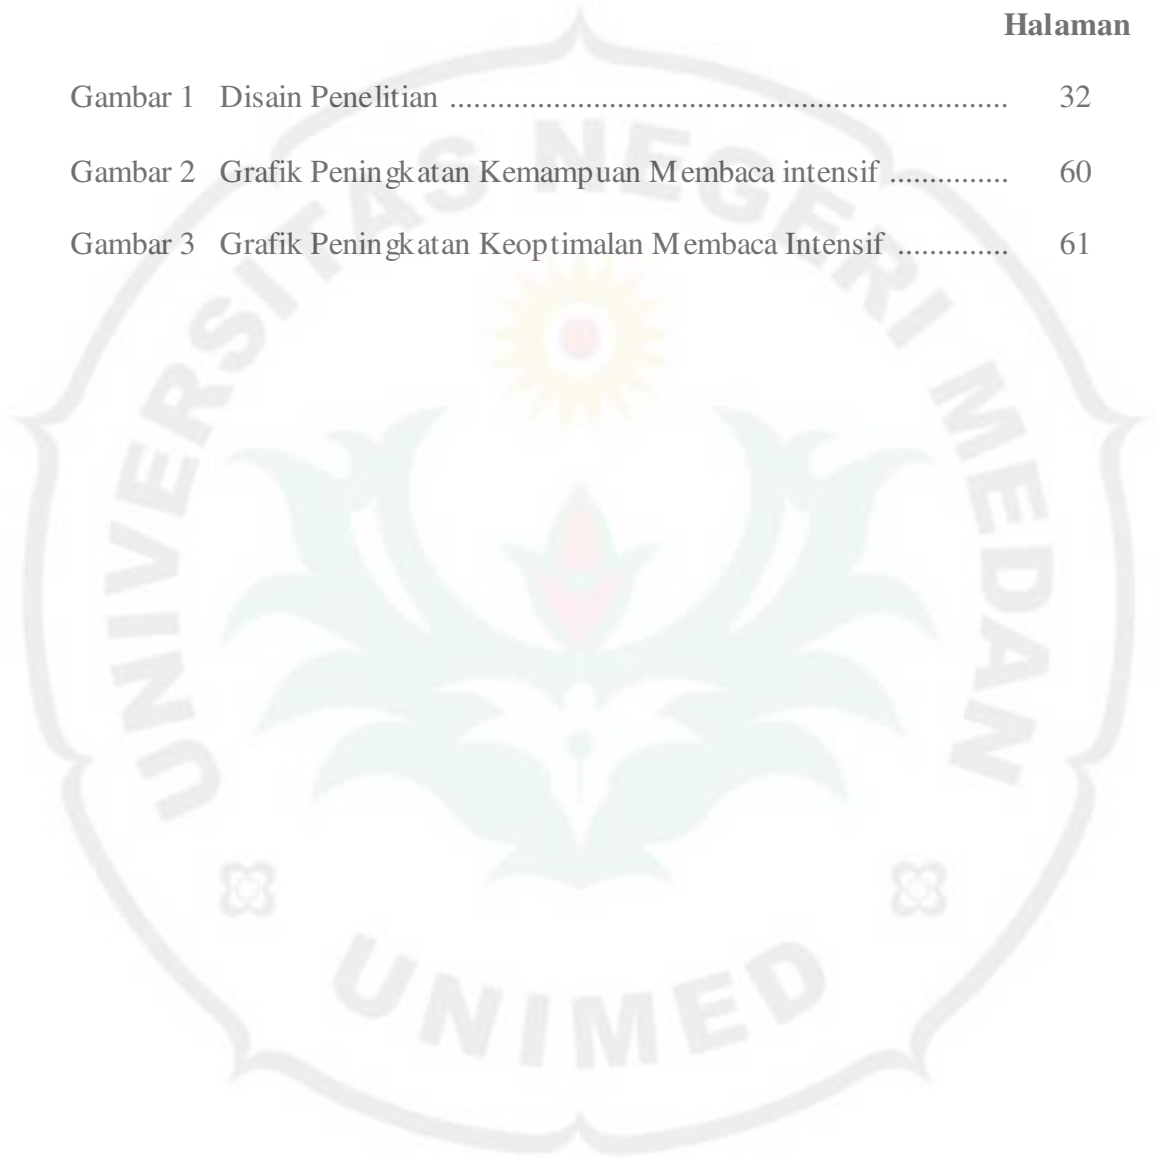 Halaman
Gambar 1 Disain Penelitian ...................................................................... 32
Gambar 2 Grafik Peningkatan Kemampuan Membaca intensif ............... 60
Gambar 3 Grafik Peningkatan Keoptimalan Membaca Intensif .............. 61
UNIVERSITAS NEGERI MEDAN
UNIMED